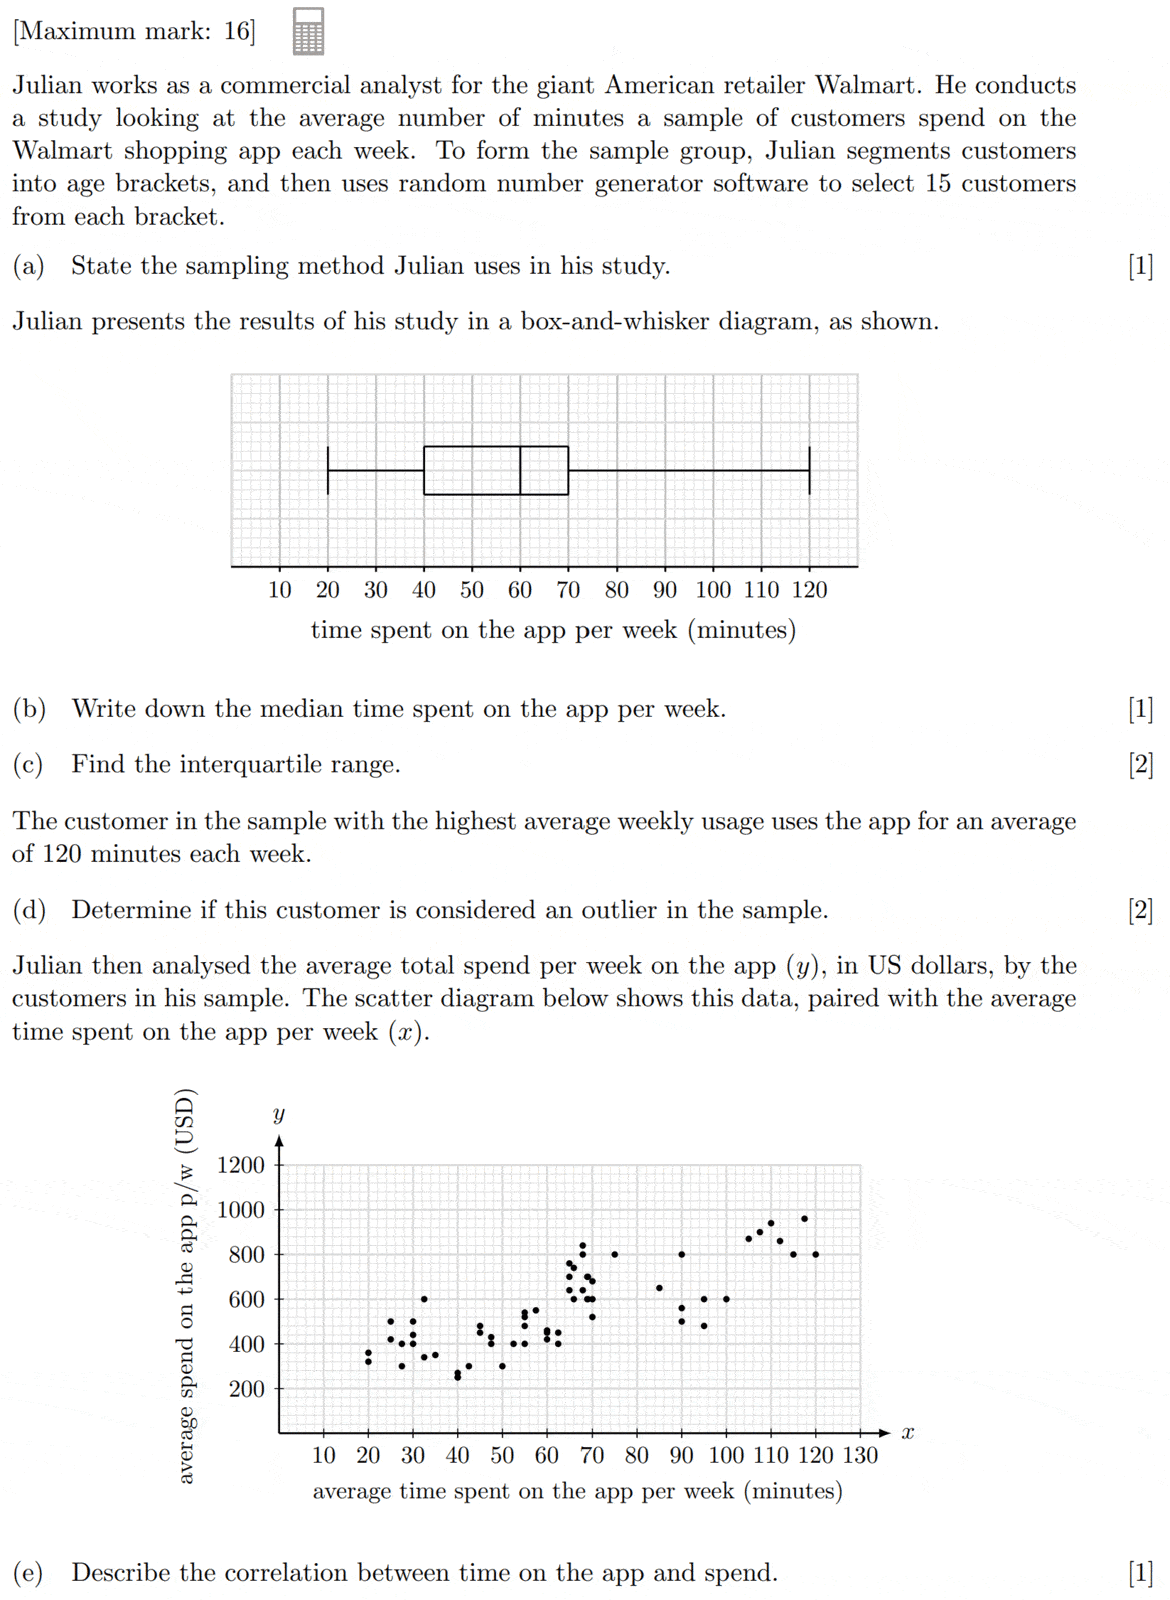 [Maximum mark: 16]
Julian works as a commercial analyst for the giant American retailer Walmart. He conducts
a study looking at the average number of minutes a sample of customers spend on the
Walmart shopping app each week. To form the sample group, Julian segments customers
into age brackets, and then uses random number generator software to select 15 customers
from each bracket.
(a) State the sampling method Julian uses in his study. [1]
Julian presents the results of his study in a box-and-whisker diagram, as shown.
10 20 30 40 50 60 70 80 90 100 110 120
time spent on the app per week (minutes)
(b) Write down the median time spent on the app per week. [1]
(c) Find the interquartile range. [2]
The customer in the sample with the highest average weekly usage uses the app for an average
of 120 minutes each week.
(d) Determine if this customer is considered an outlier in the sample. [2]
Julian then analysed the average total spend per week on the app (y), in US dollars, by the
customers in his sample. The scatter diagram below shows this data, paired with the average
time spent on the app per week (x).
average spend on the app p/w (USD)
y
1200
1000
800
600
400
200
x
10 20 30 40 50 60 70 80 90 100 110 120 130
average time spent on the app per week (minutes)
(e) Describe the correlation between time on the app and spend. [1]